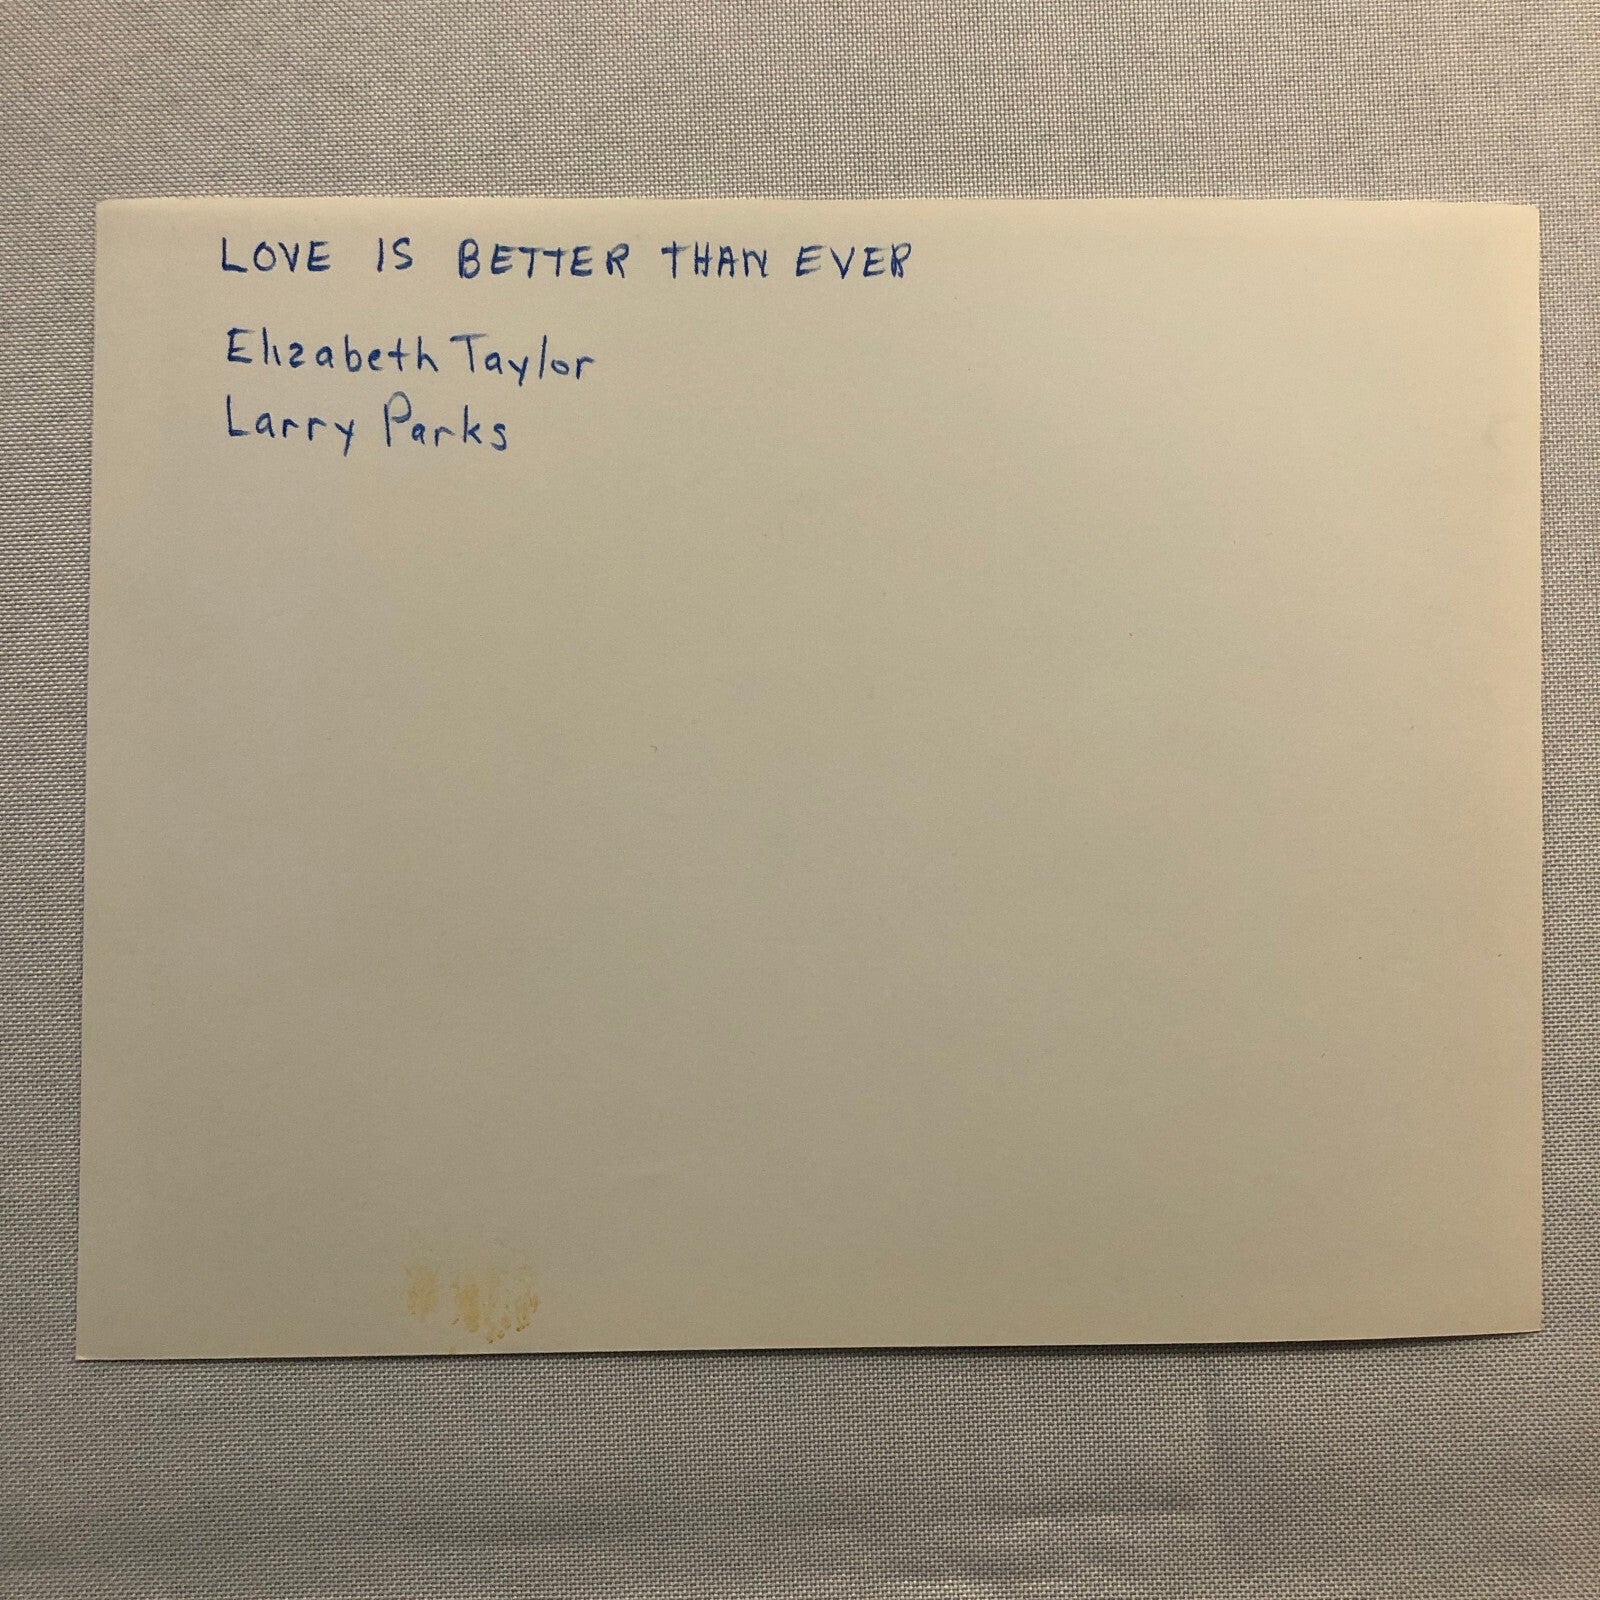 LOVE IS BETTER THAN EVER
Elizabeth Taylor
Larry Parks